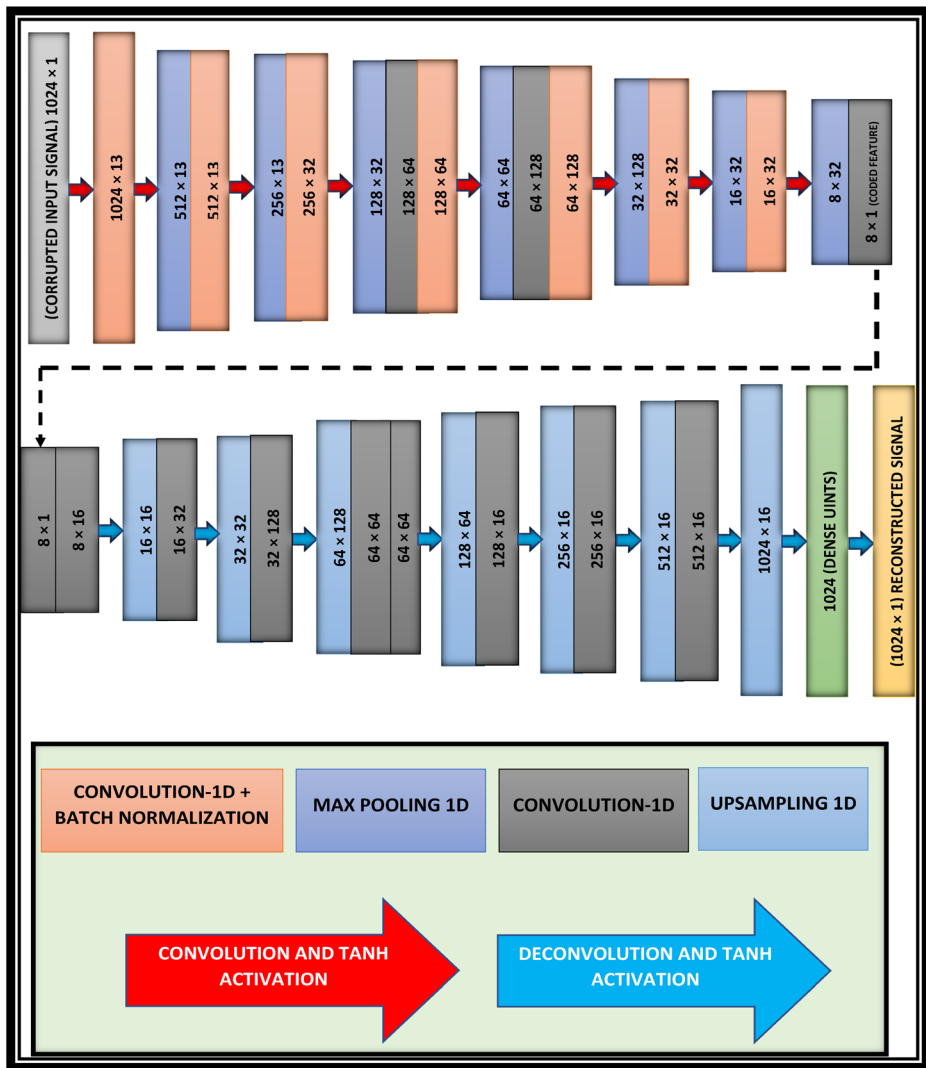 (CORRUPTED INPUT SIGNAL) 1024 × 1
1024 × 13
512 × 13
512 × 13
256 × 13
256 × 32
128 × 32
128 × 64
128 × 64
64 × 64
64 × 128
64 × 128
32 × 128
32 × 32
16 × 32
16 × 32
8 × 32
8 × 1 (CODED FEATURE)
8 × 1
8 × 16
16 × 16
16 × 32
32 × 32
32 × 128
64 × 128
64 × 64
64 × 64
128 × 64
128 × 16
256 × 16
256 × 16
512 × 16
512 × 16
1024 × 16
1024 (DENSE UINTS)
(1024 × 1) RECONSTRUCTED SIGNAL
CONVOLUTION-1D +
BATCH NORMALIZATION
MAX POOLING 1D
CONVOLUTION-1D
UPSAMPLING 1D
CONVOLUTION AND TANH
ACTIVATION
DECONVOLUTION AND TANH
ACTIVATION